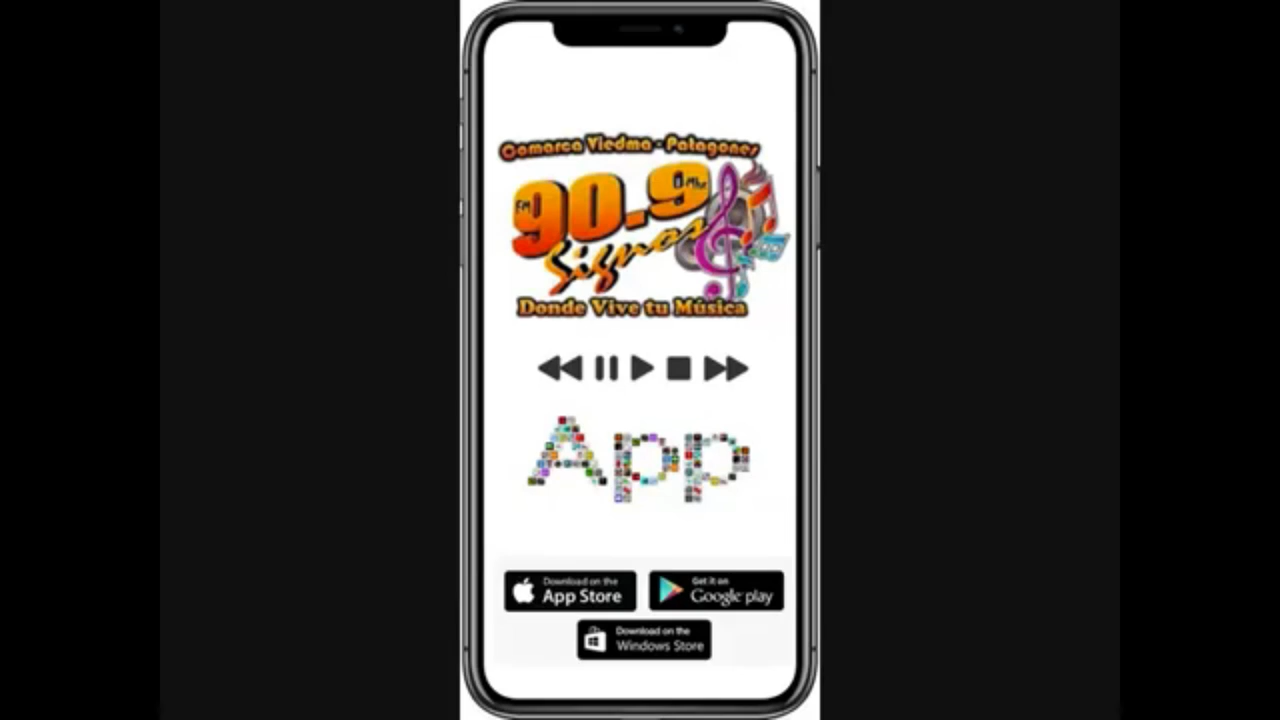 Comarca Viedma - Patagones
FM 90.9 Mhz
Signos
Donde Vive tu Música
App
Download on the
App Store
Get it on
Google play
Download on the
Windows Store